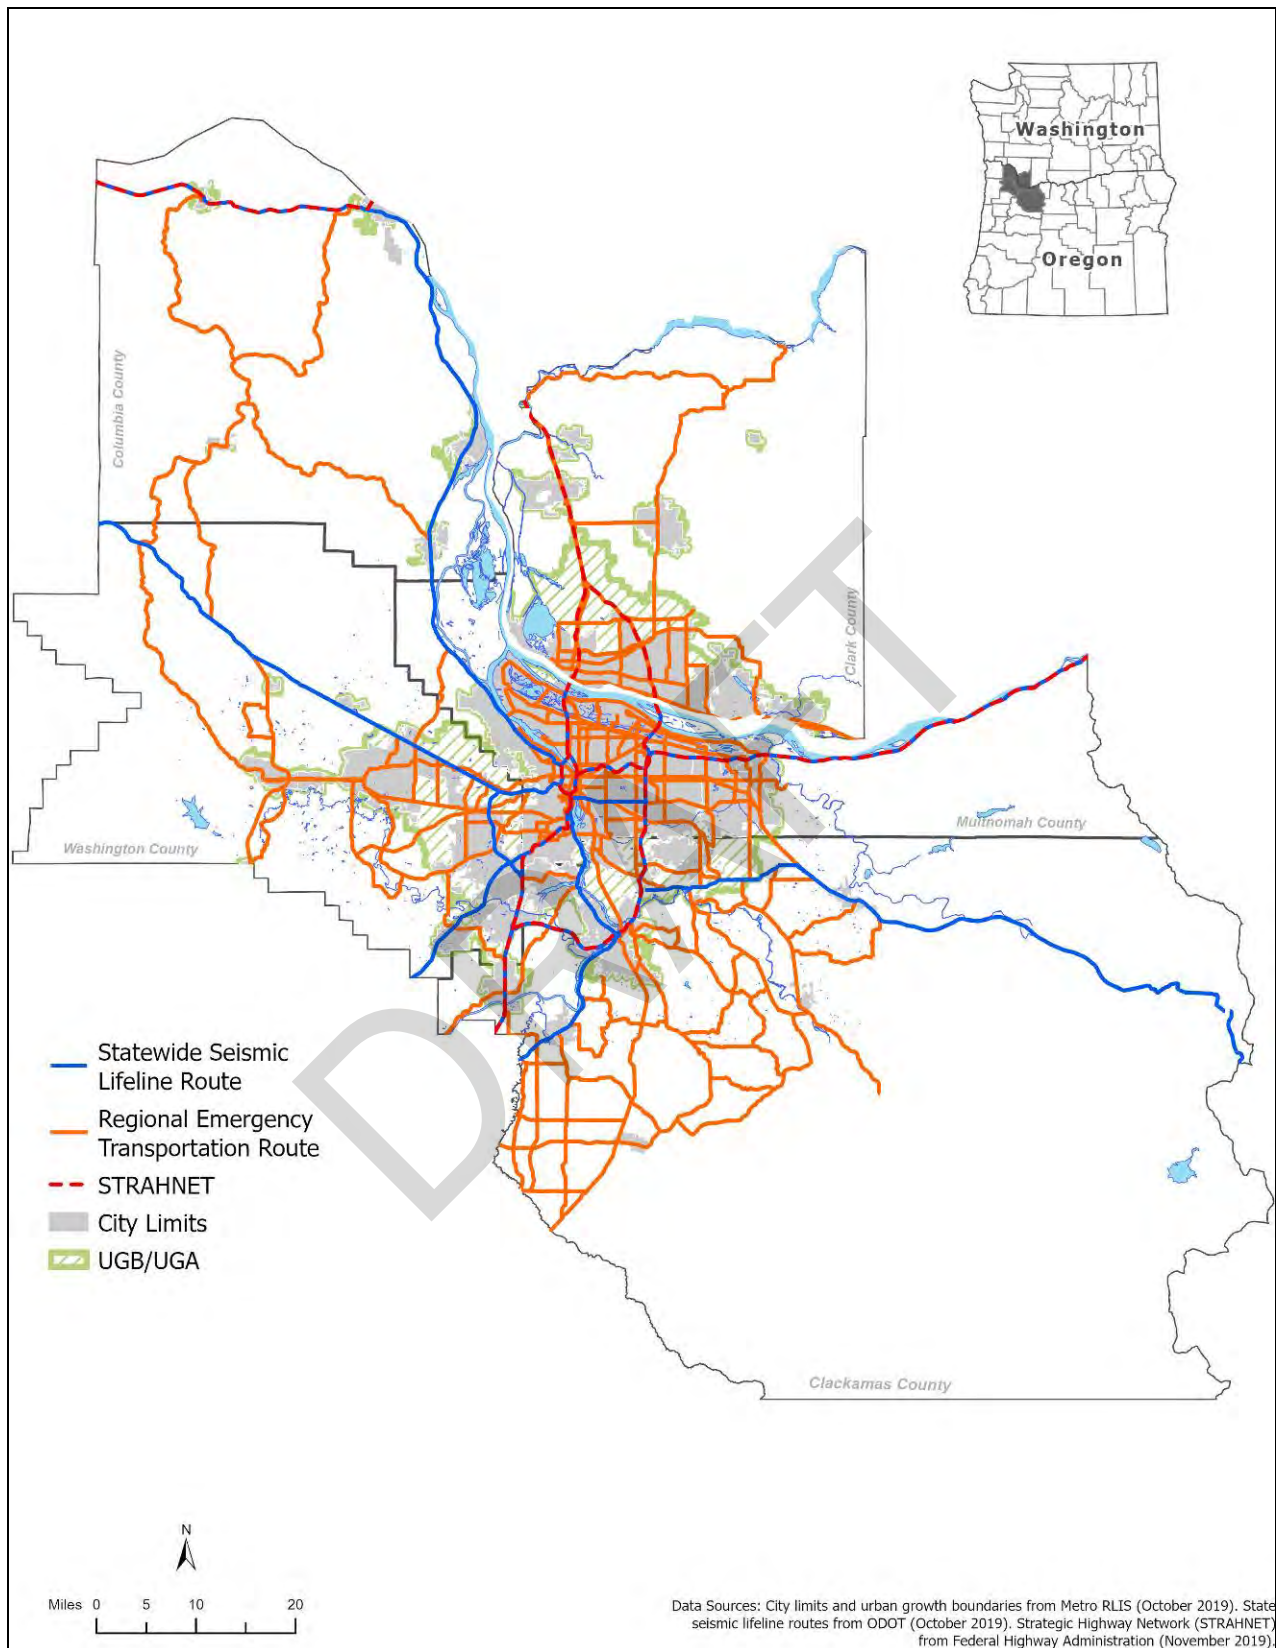 Washington
Oregon
Columbia County
Clark County
Multnomah County
Washington County
DRAFT
Statewide Seismic
Lifeline Route
Regional Emergency
Transportation Route
STRAHNET
City Limits
UGB/UGA
Clackamas County
N
Miles 0 5 10 20
Data Sources: City limits and urban growth boundaries from Metro RLIS (October 2019). State
seismic lifeline routes from ODOT (October 2019). Strategic Highway Network (STRAHNET)
from Federal Highway Administration (November 2019).